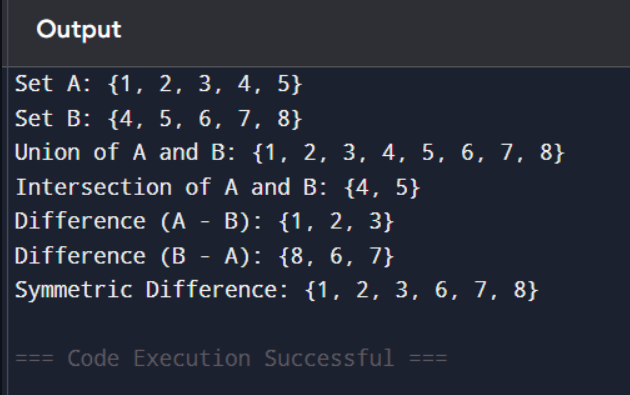 Output
Set A: {1, 2, 3, 4, 5}
Set B: {4, 5, 6, 7, 8}
Union of A and B: {1, 2, 3, 4, 5, 6, 7, 8}
Intersection of A and B: {4, 5}
Difference (A - B): {1, 2, 3}
Difference (B - A): {8, 6, 7}
Symmetric Difference: {1, 2, 3, 6, 7, 8}
=== Code Execution Successful ===